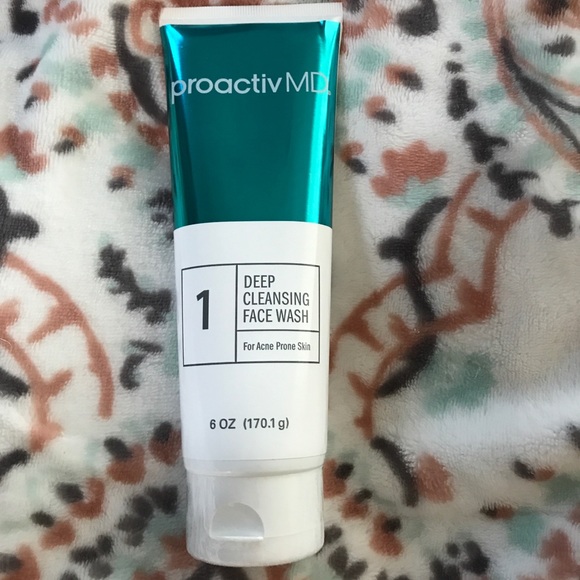 proactivMD.
1
DEEP
CLEANSING
FACE WASH
For Acne Prone Skin
6 OZ (170.1 g)